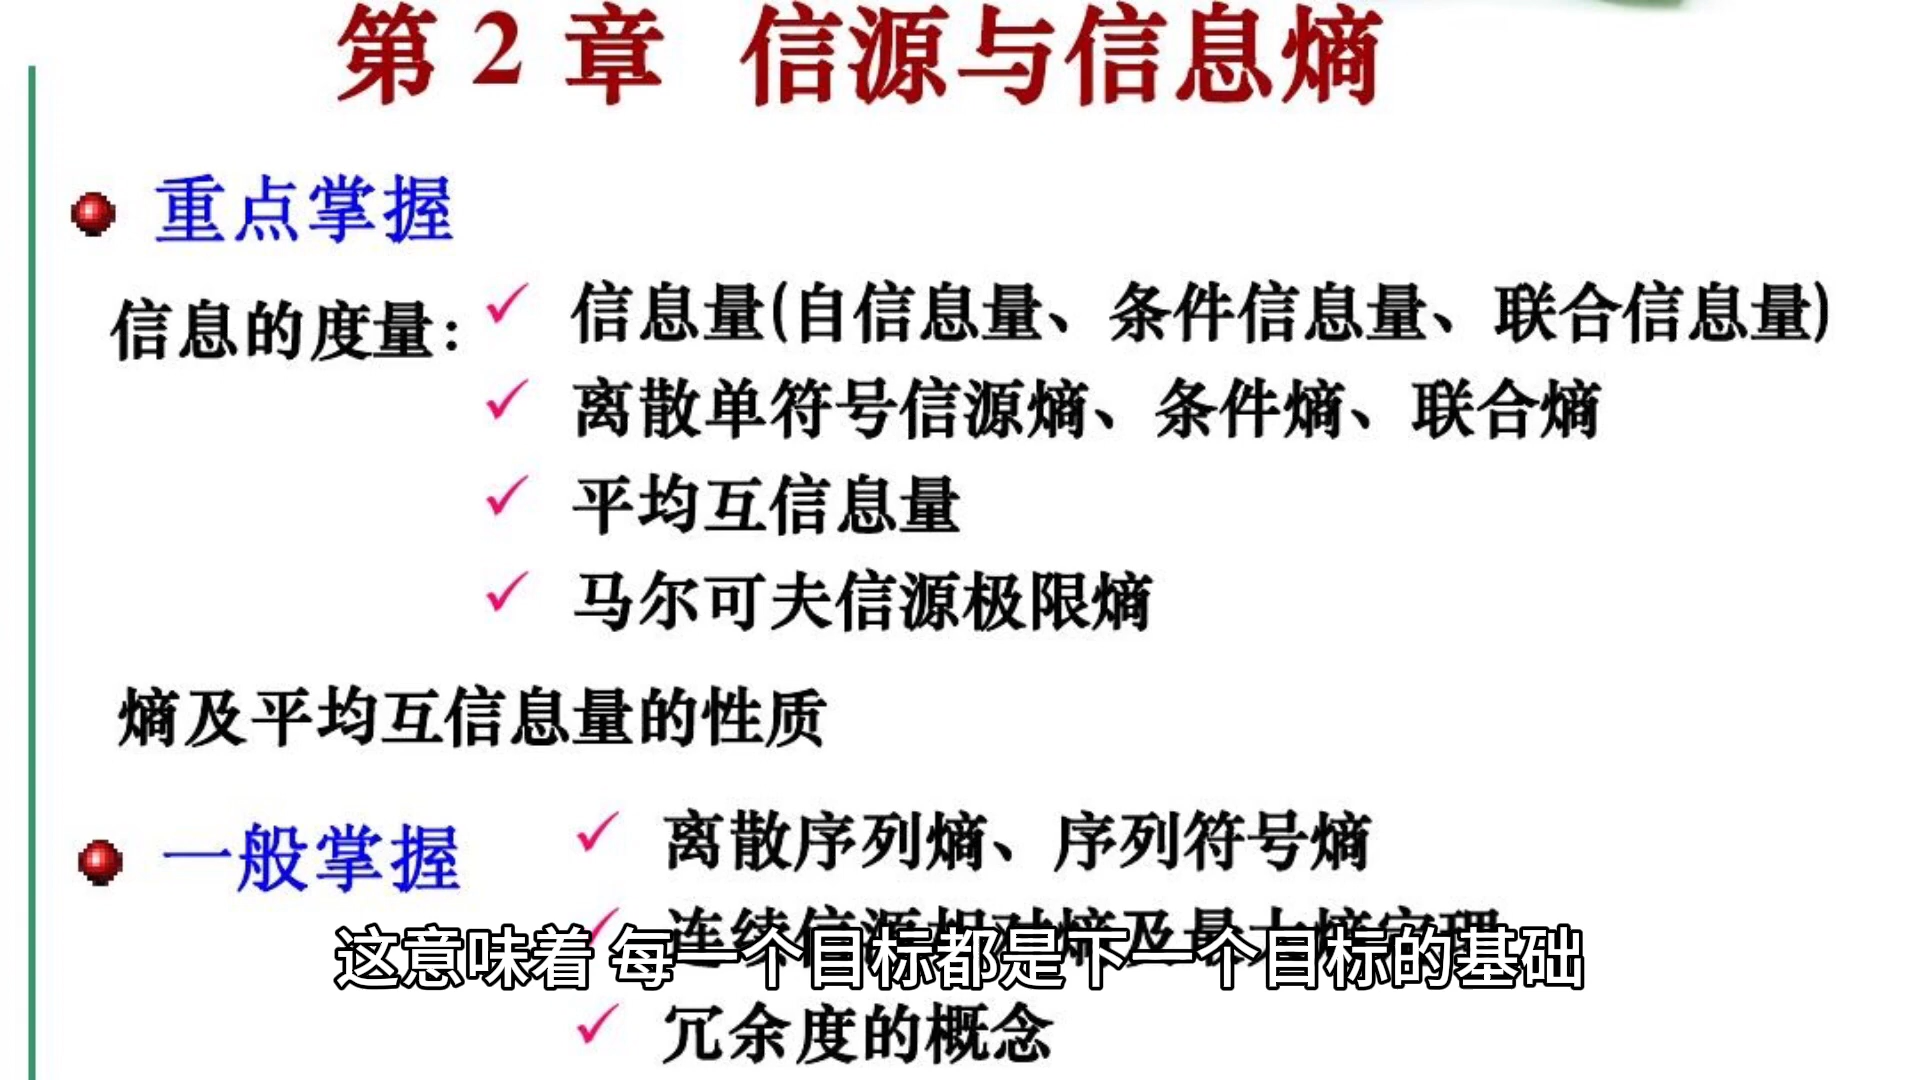 第 2 章 信源与信息熵
重点掌握
信息的度量: ✓ 信息量(自信息量、条件信息量、联合信息量)
✓ 离散单符号信源熵、条件熵、联合熵
✓ 平均互信息量
✓ 马尔可夫信源极限熵
熵及平均互信息量的性质
一般掌握 ✓ 离散序列熵、序列符号熵
连续信源相对熵及最大熵定理
这意味着 每一个目标都是下一个目标的基础
✓ 冗余度的概念